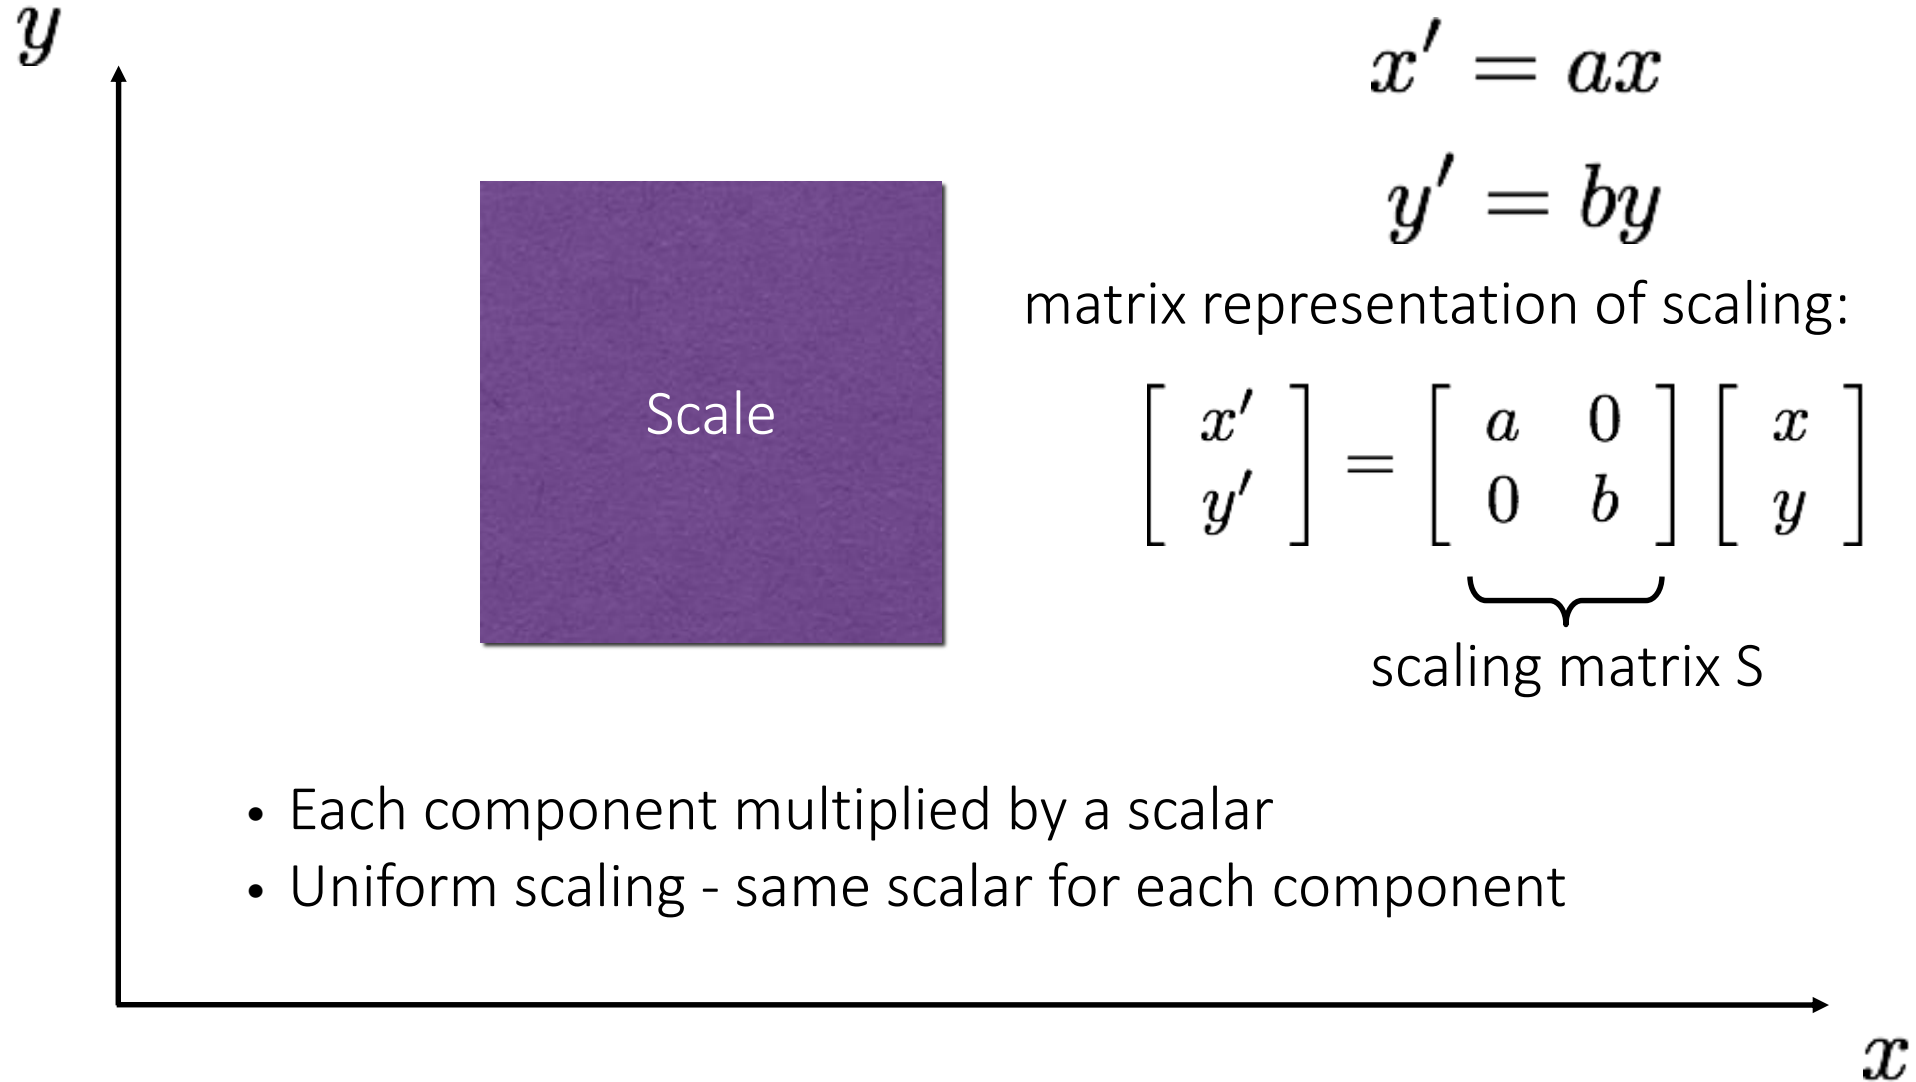 y
x′ = ax
y′ = by
matrix representation of scaling:
Scale
[ x′ ; y′ ] = [ a 0 ; 0 b ] [ x ; y ]
scaling matrix S
• Each component multiplied by a scalar
• Uniform scaling - same scalar for each component
x